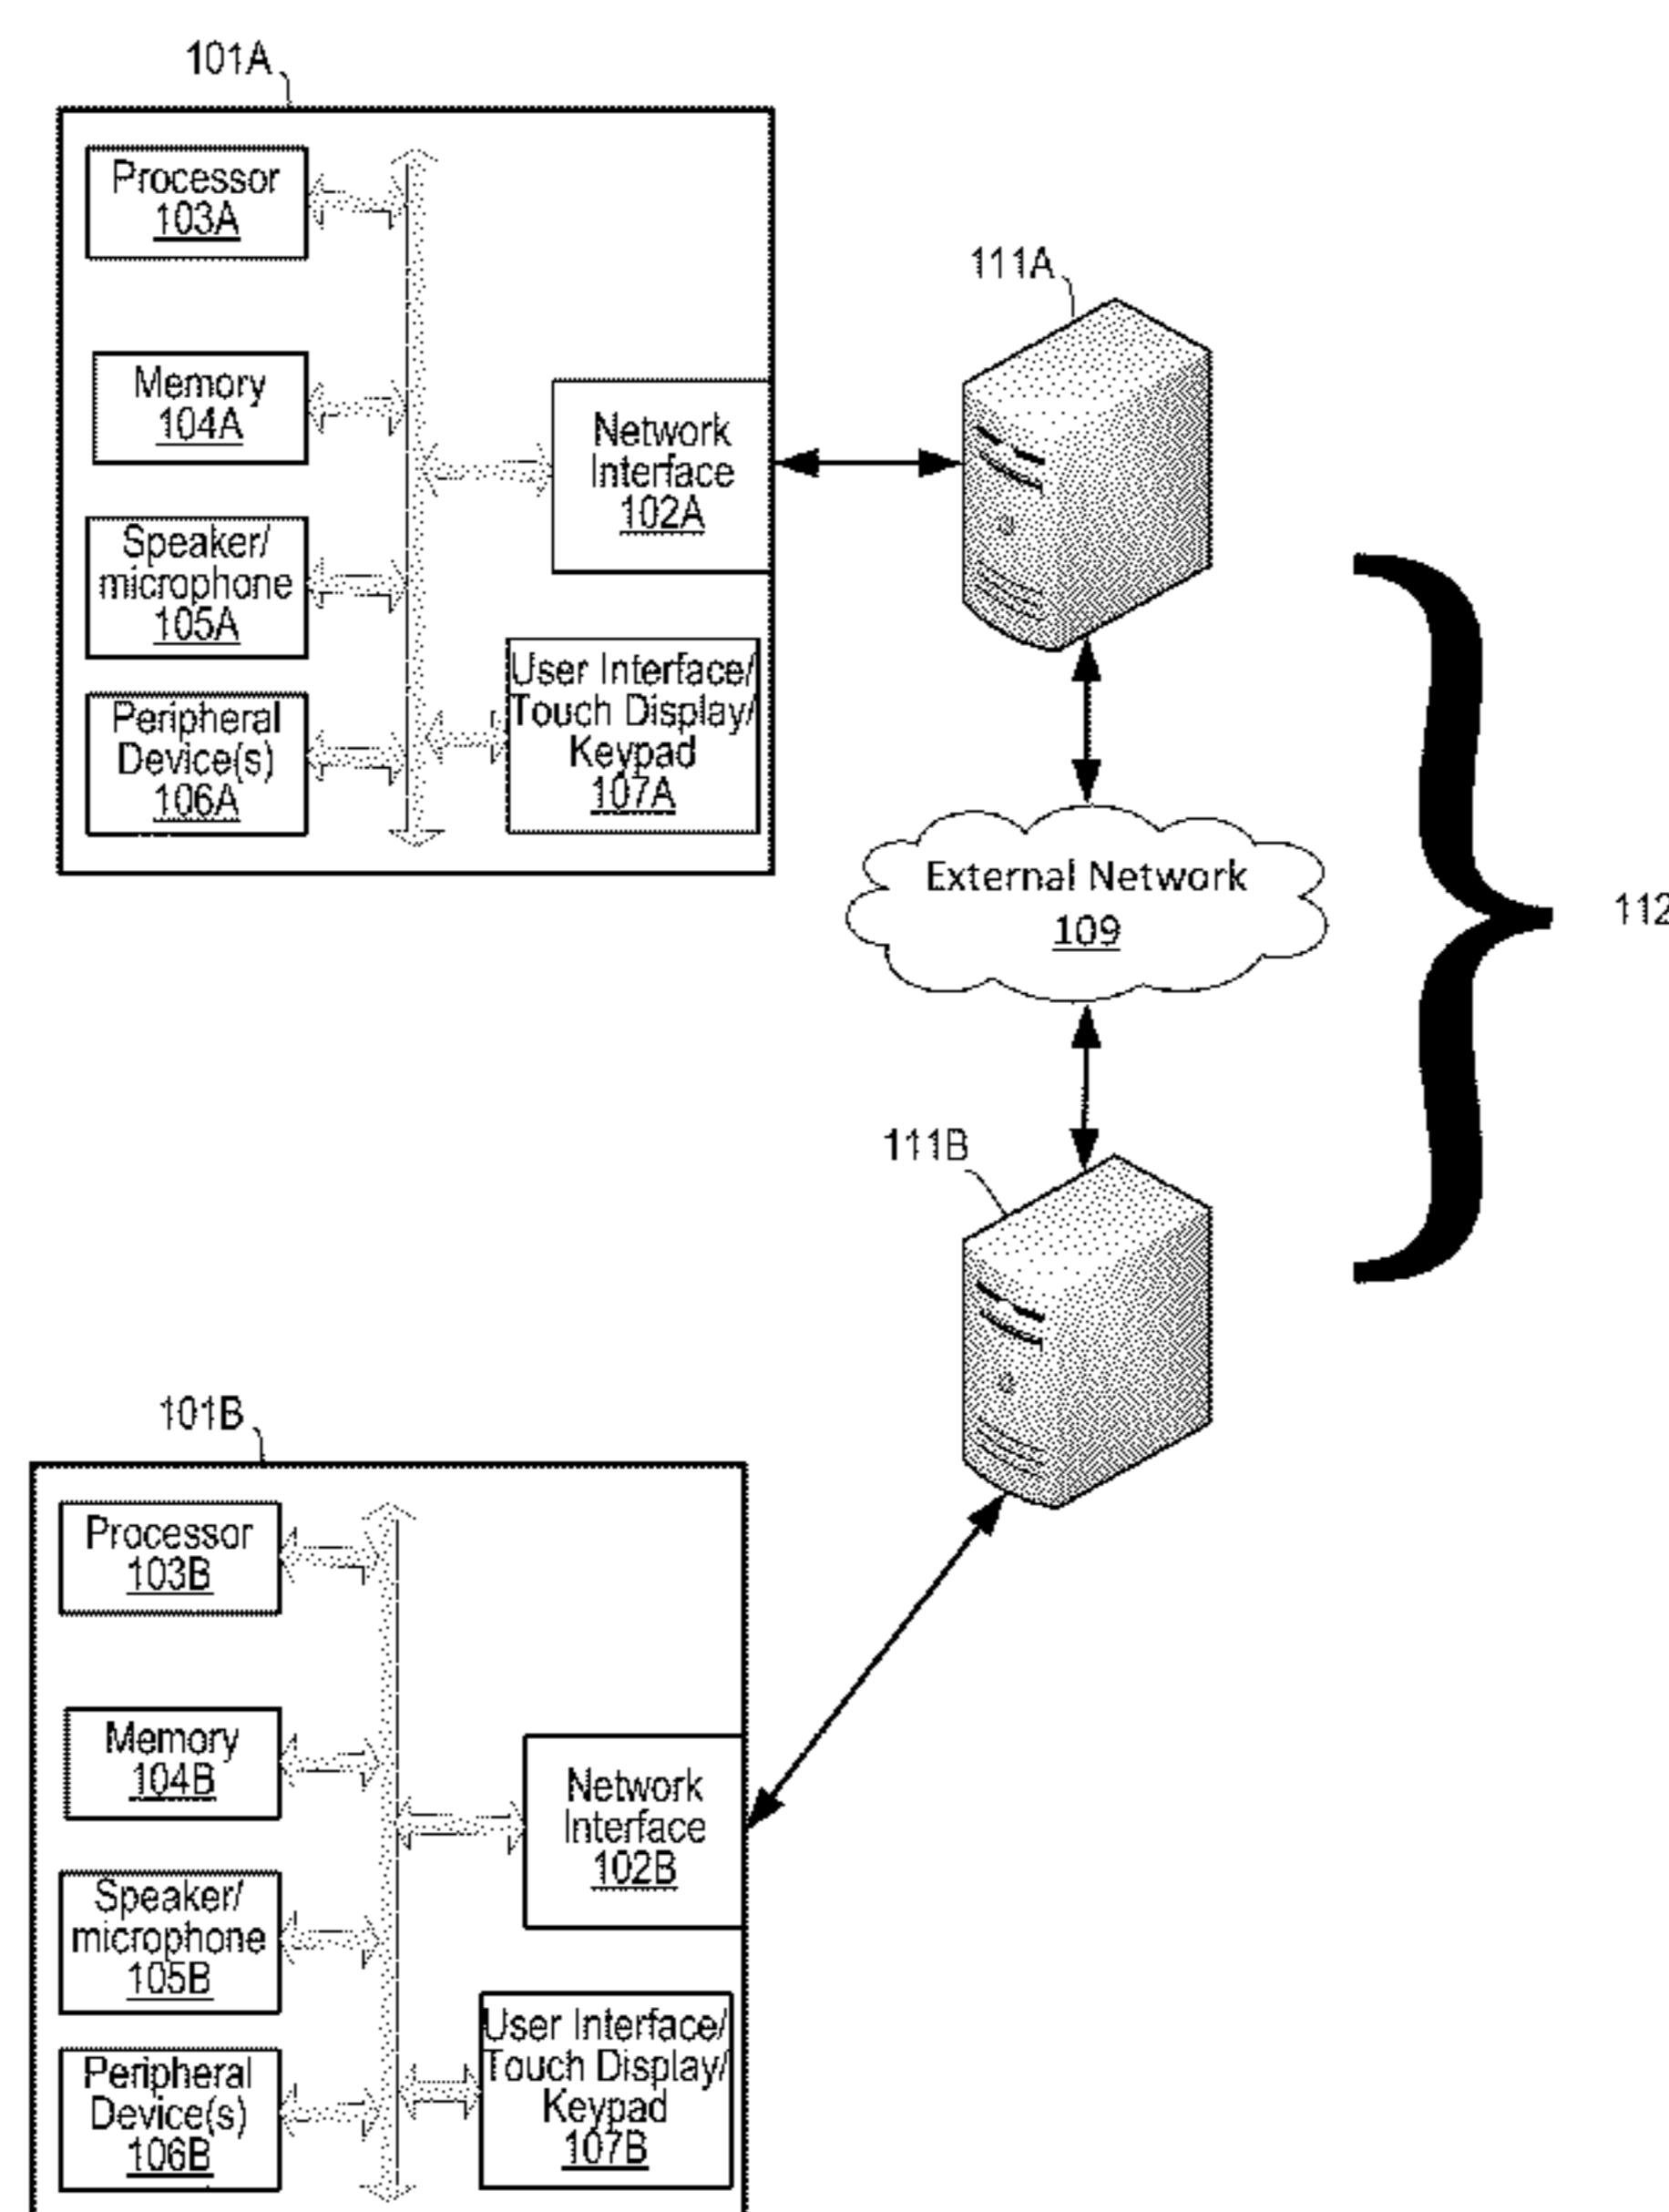 101A
Processor
103A
Memory
104A
Speaker/
microphone
105A
Peripheral
Device(s)
106A
Network
Interface
102A
User Interface/
Touch Display/
Keypad
107A
111A
External Network
109
112
111B
101B
Processor
103B
Memory
104B
Speaker/
microphone
105B
Peripheral
Device(s)
106B
Network
Interface
102B
User Interface/
Touch Display/
Keypad
107B